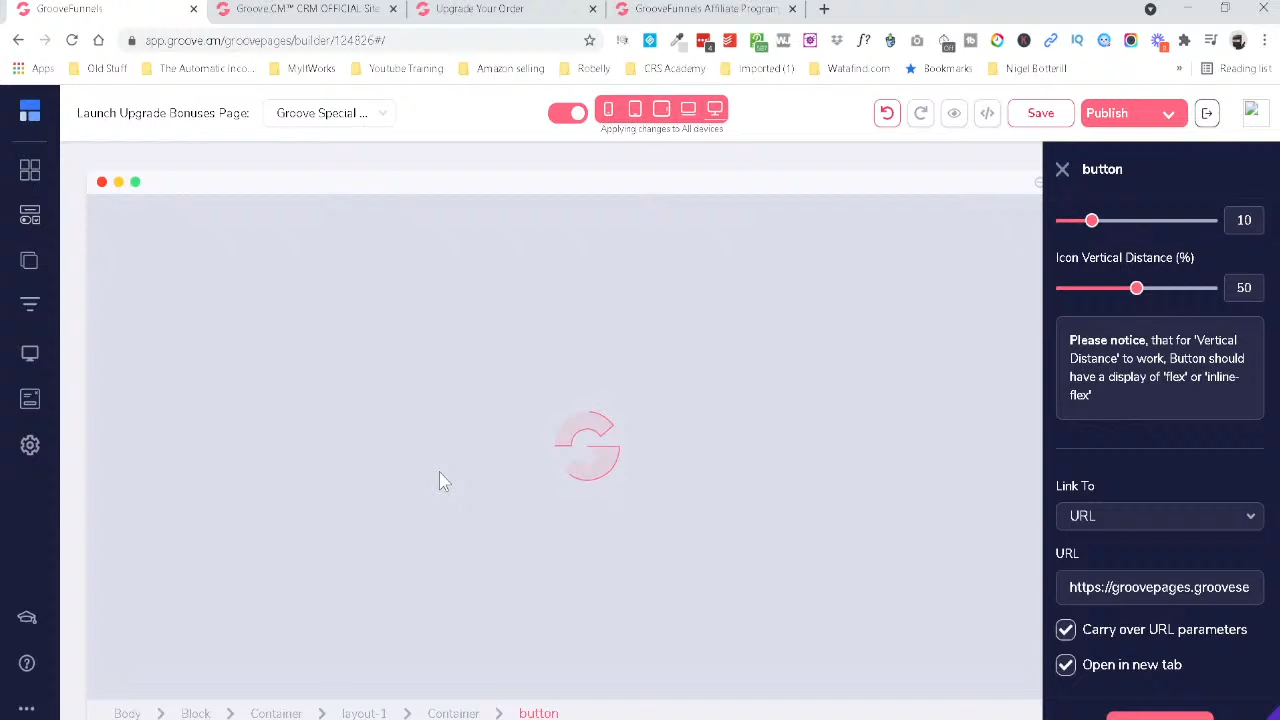 GrooveFunnels
Groove.CM™ CRM OFFICIAL Site
Upgrade Your Order
GrooveFunnels Affiliate Program
app.groove.cm/groovepages/builder/1124826#/
Apps
Old Stuff
The Automatic Inco...
MvtWorx
Youtube Training
Amazon selling
Robelly
CRS Academy
Imported (1)
Watafind.com
Bookmarks
Nigel Botterill
»
Reading list
Launch Upgrade Bonuses Page:
Groove Special ...
Applying changes to All devices
Save
Publish
button
10
Icon Vertical Distance (%)
50
Please notice, that for 'Vertical
Distance' to work, Button should
have a display of 'flex' or 'inline-
flex'
Link To
URL
URL
https://groovepages.groovese
Carry over URL parameters
Open in new tab
Body
Block
Container
layout-1
Container
button